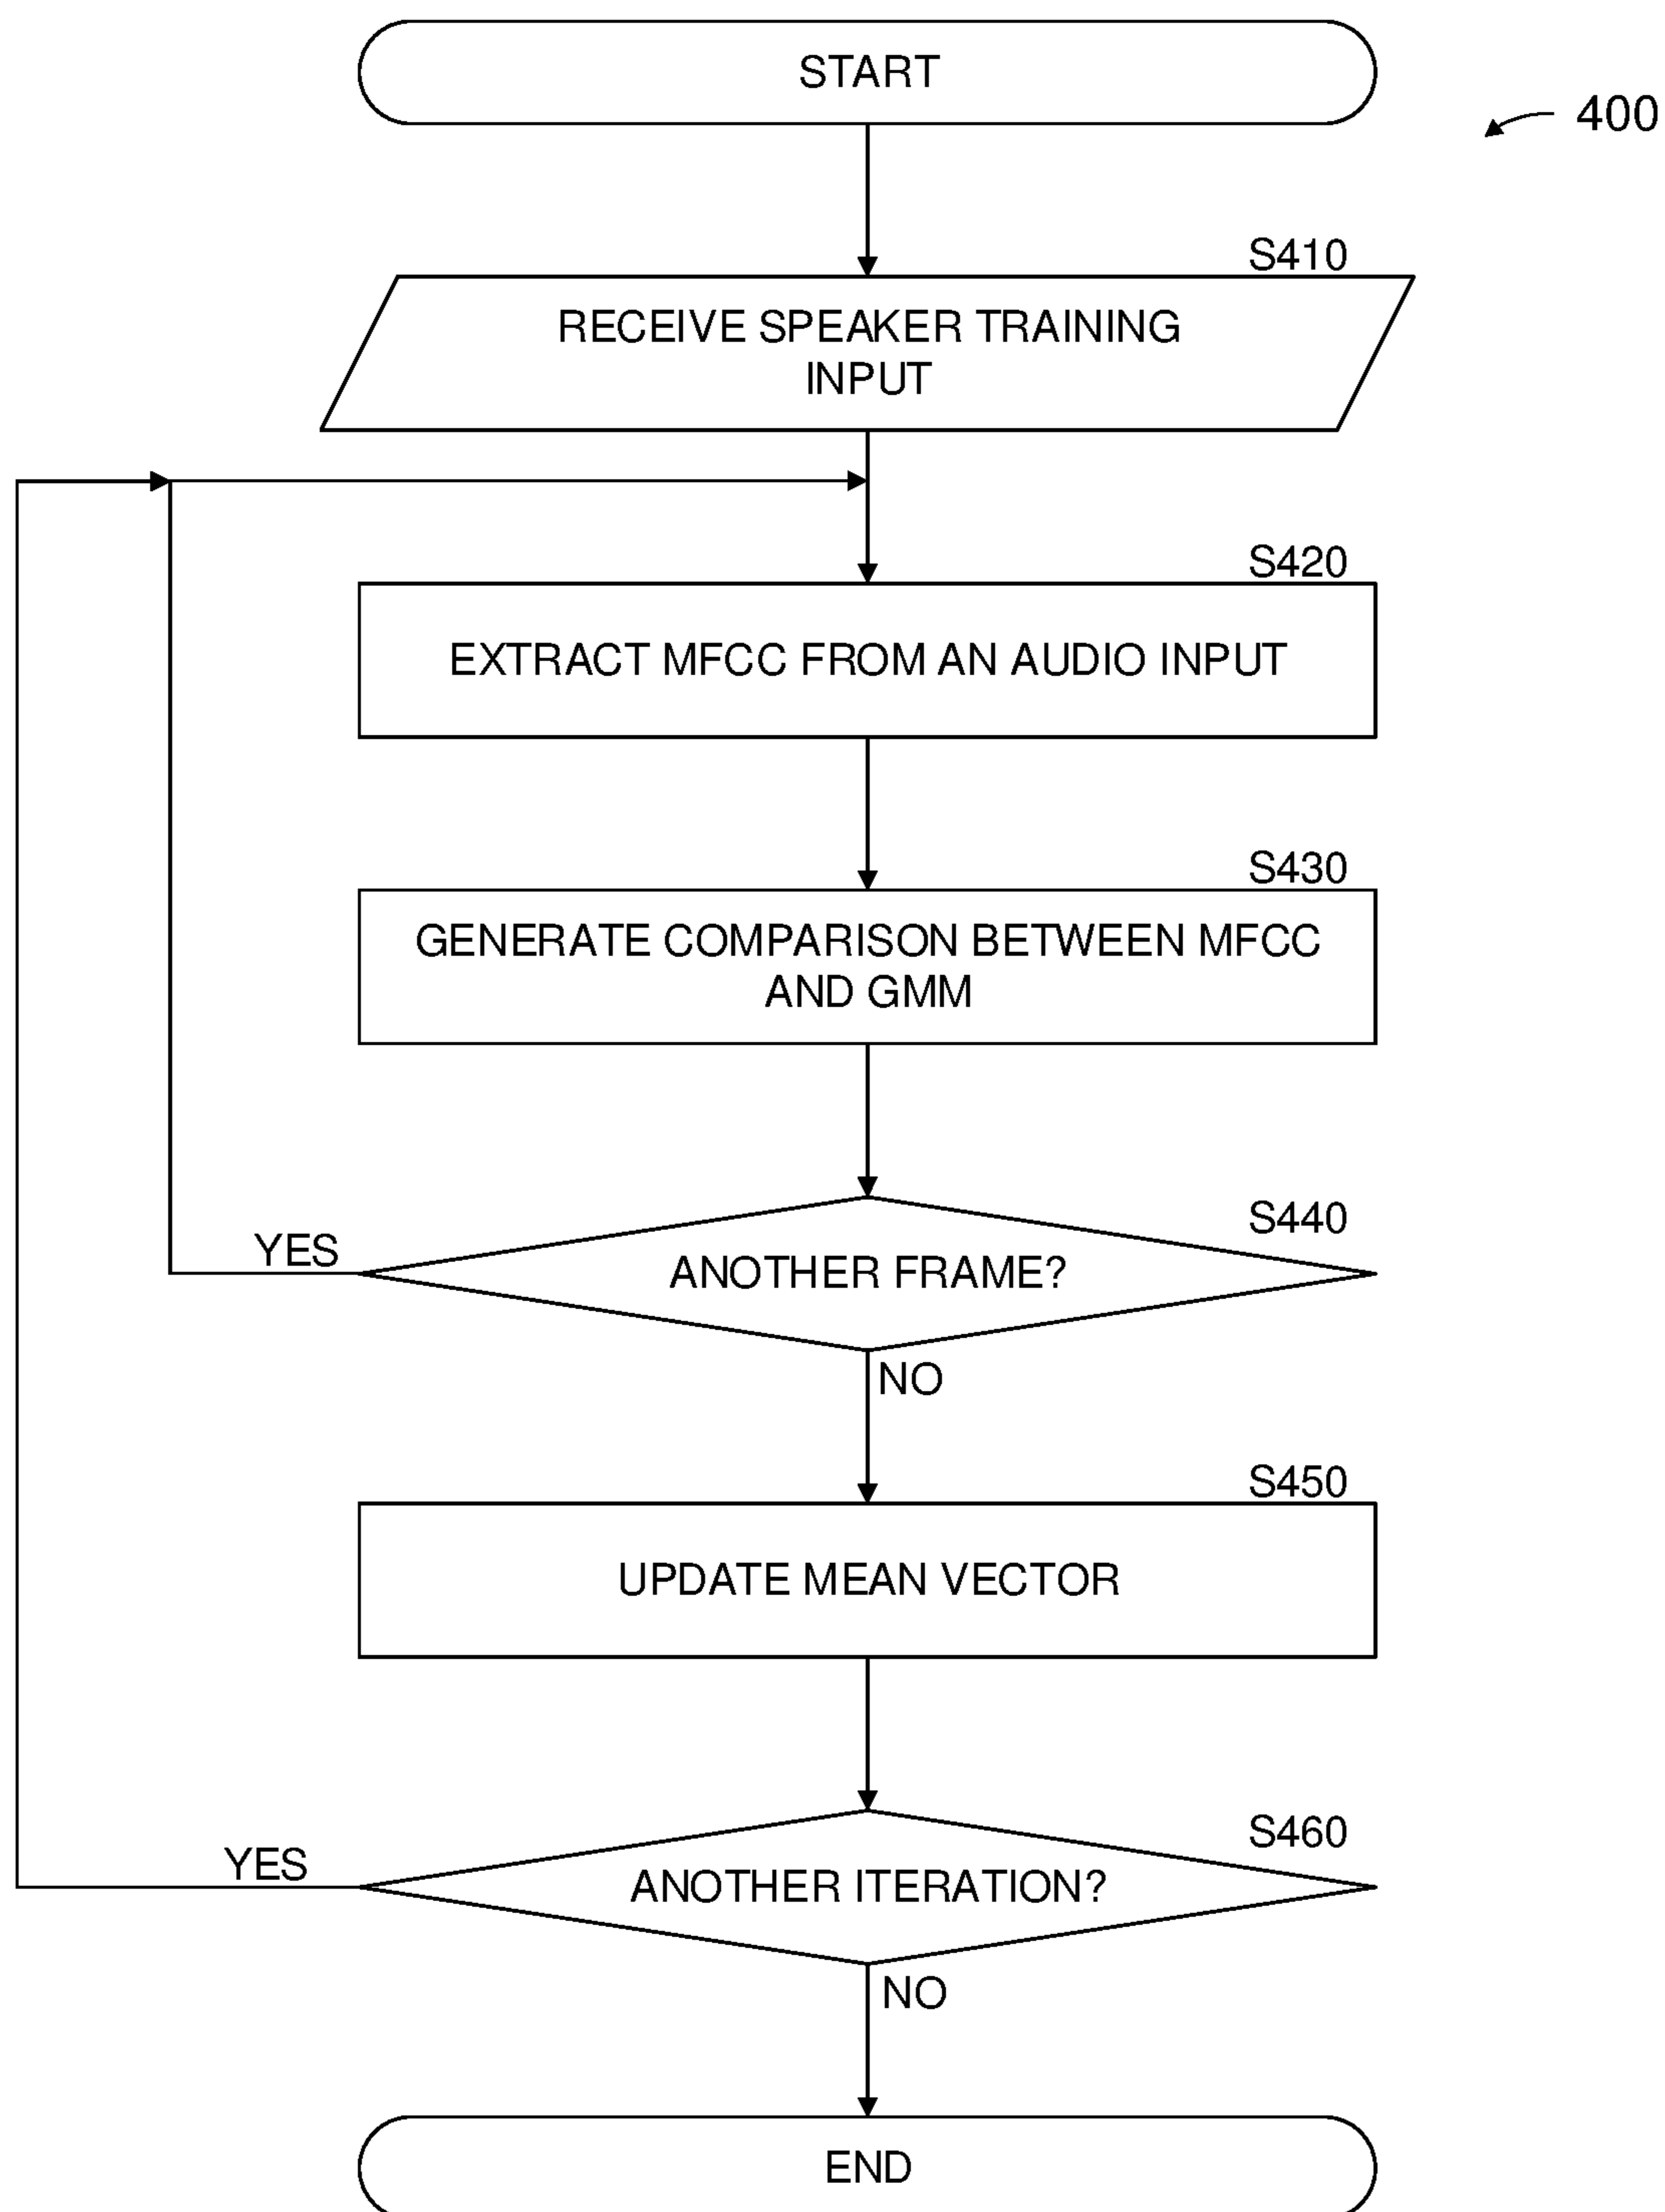 START
400
S410
RECEIVE SPEAKER TRAINING
INPUT
S420
EXTRACT MFCC FROM AN AUDIO INPUT
S430
GENERATE COMPARISON BETWEEN MFCC
AND GMM
S440
YES
ANOTHER FRAME?
NO
S450
UPDATE MEAN VECTOR
S460
YES
ANOTHER ITERATION?
NO
END